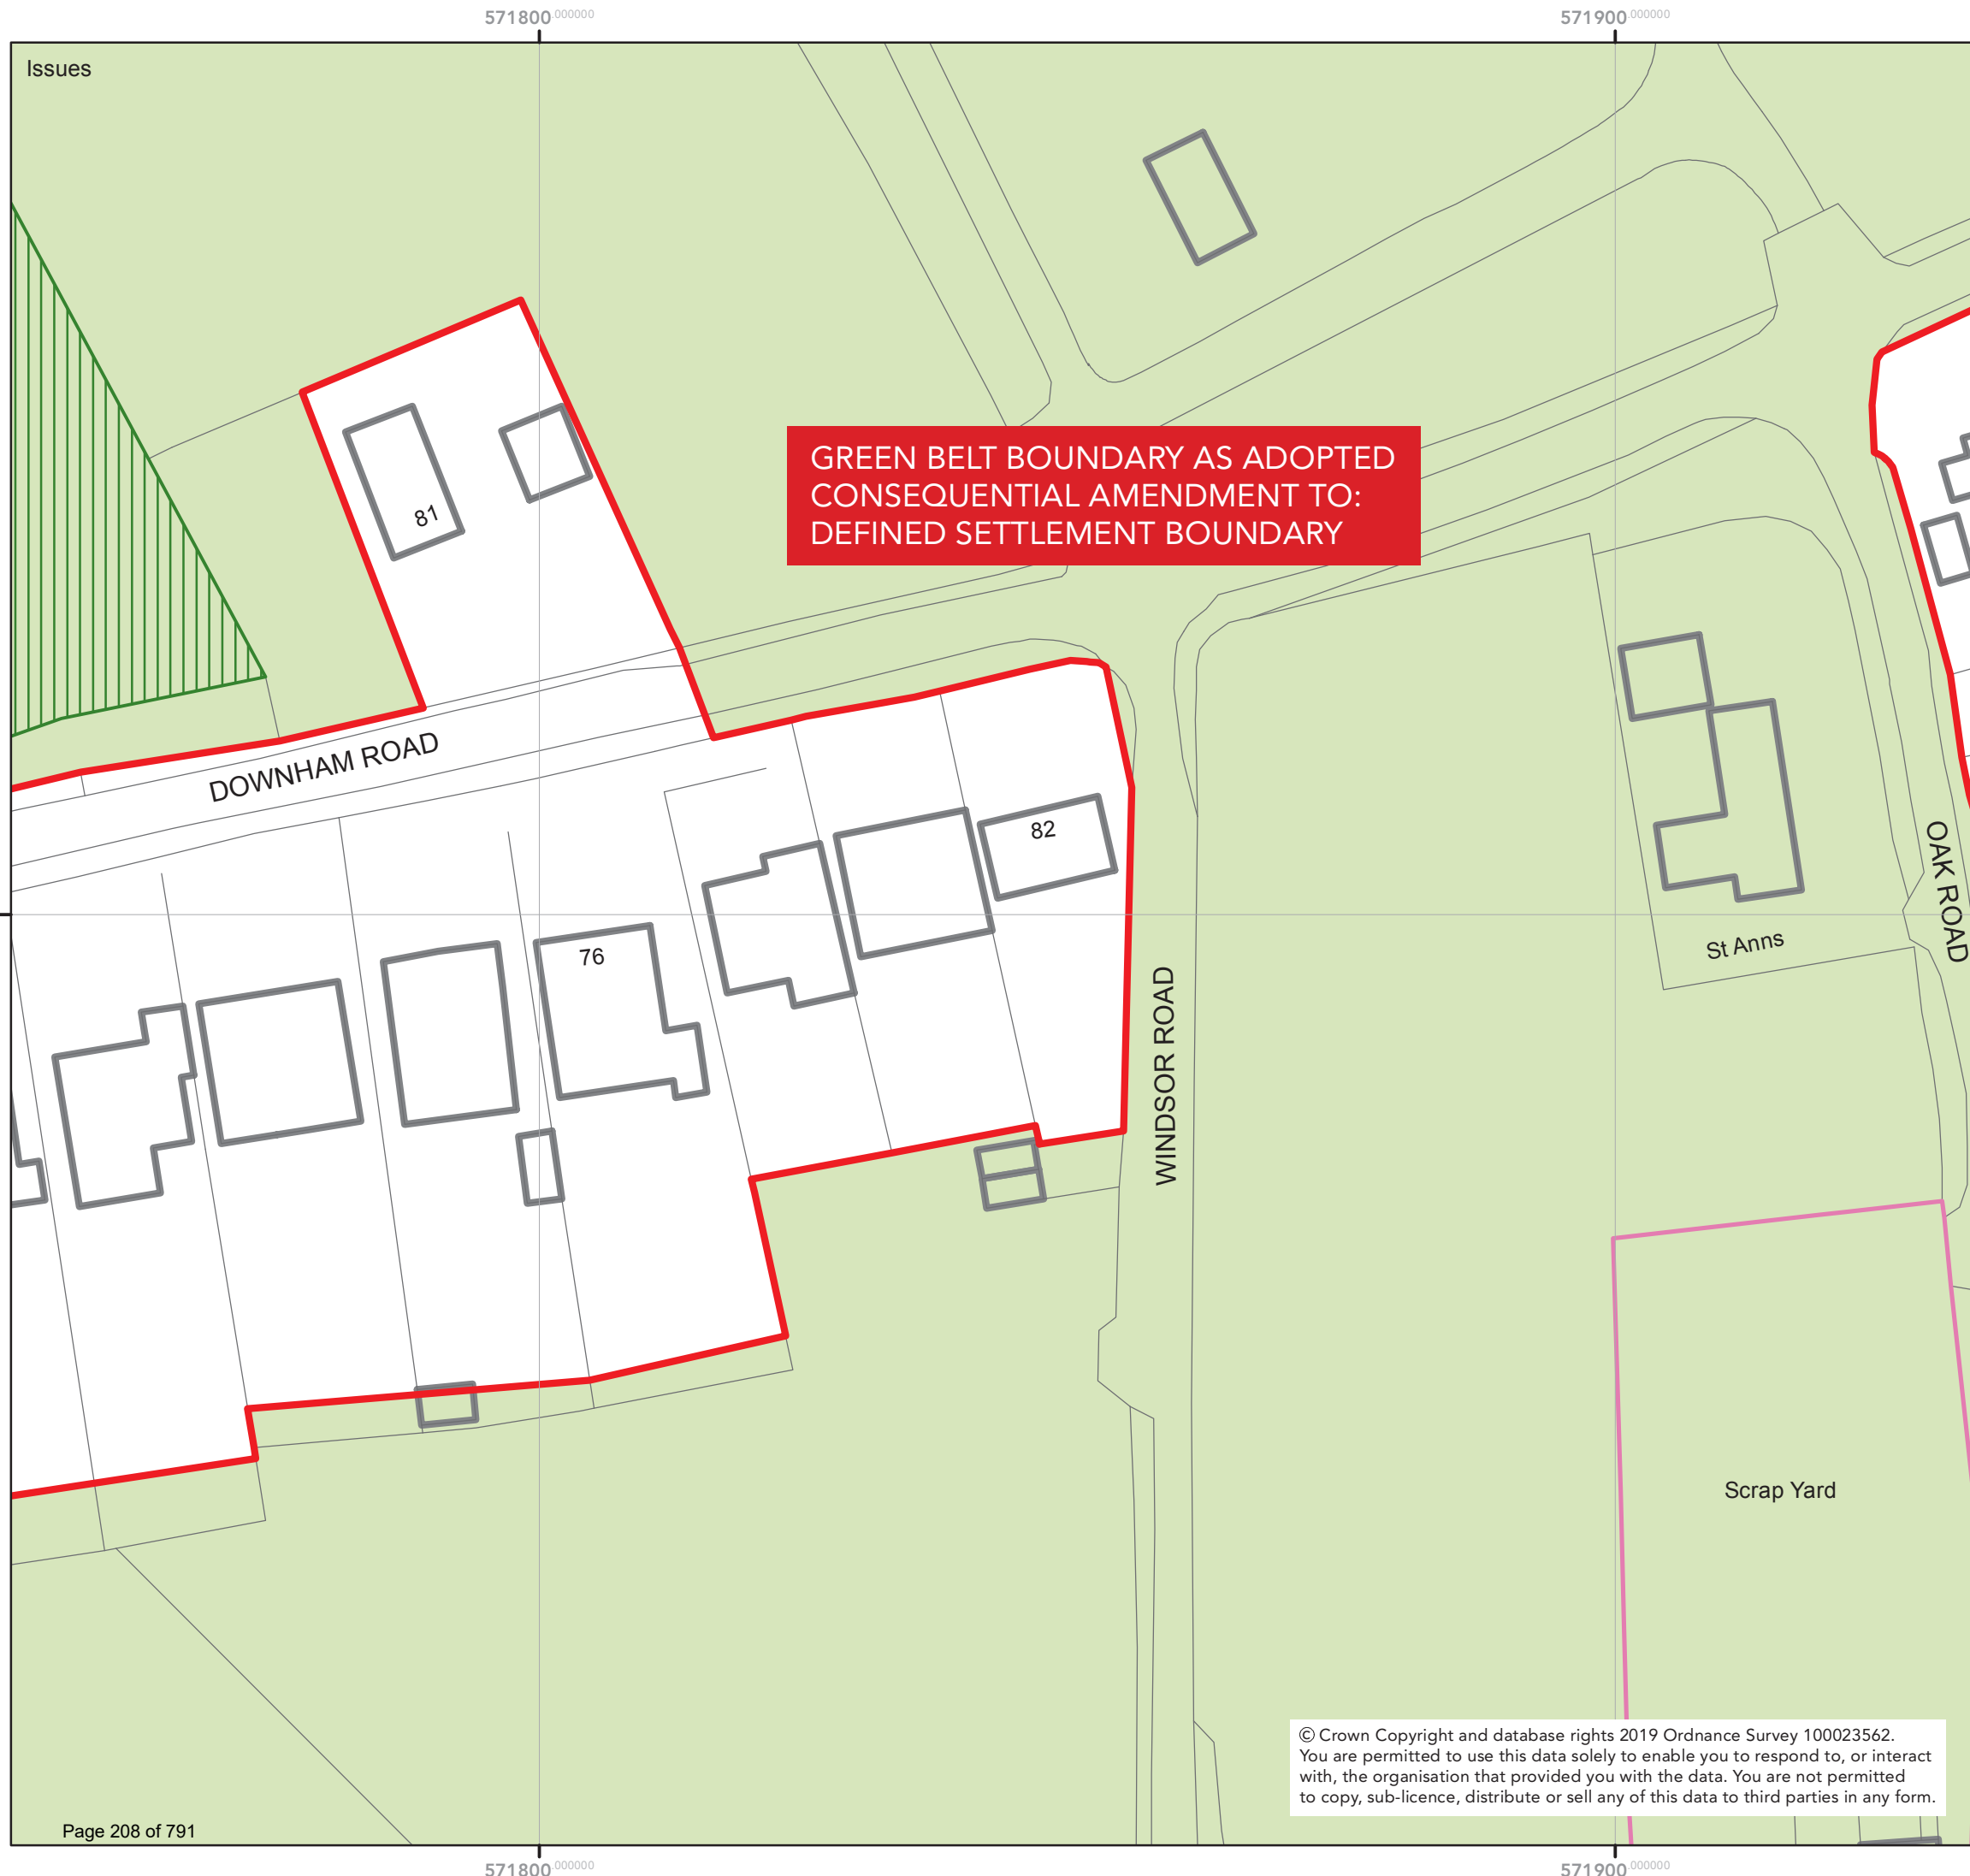 571800.000000
571900.000000
Issues
81
GREEN BELT BOUNDARY AS ADOPTED
CONSEQUENTIAL AMENDMENT TO:
DEFINED SETTLEMENT BOUNDARY
DOWNHAM ROAD
82
76
OAK ROAD
St Anns
WINDSOR ROAD
Scrap Yard
© Crown Copyright and database rights 2019 Ordnance Survey 100023562.
You are permitted to use this data solely to enable you to respond to, or interact
with, the organisation that provided you with the data. You are not permitted
to copy, sub-licence, distribute or sell any of this data to third parties in any form.
Page 208 of 791
571800.000000
571900.000000